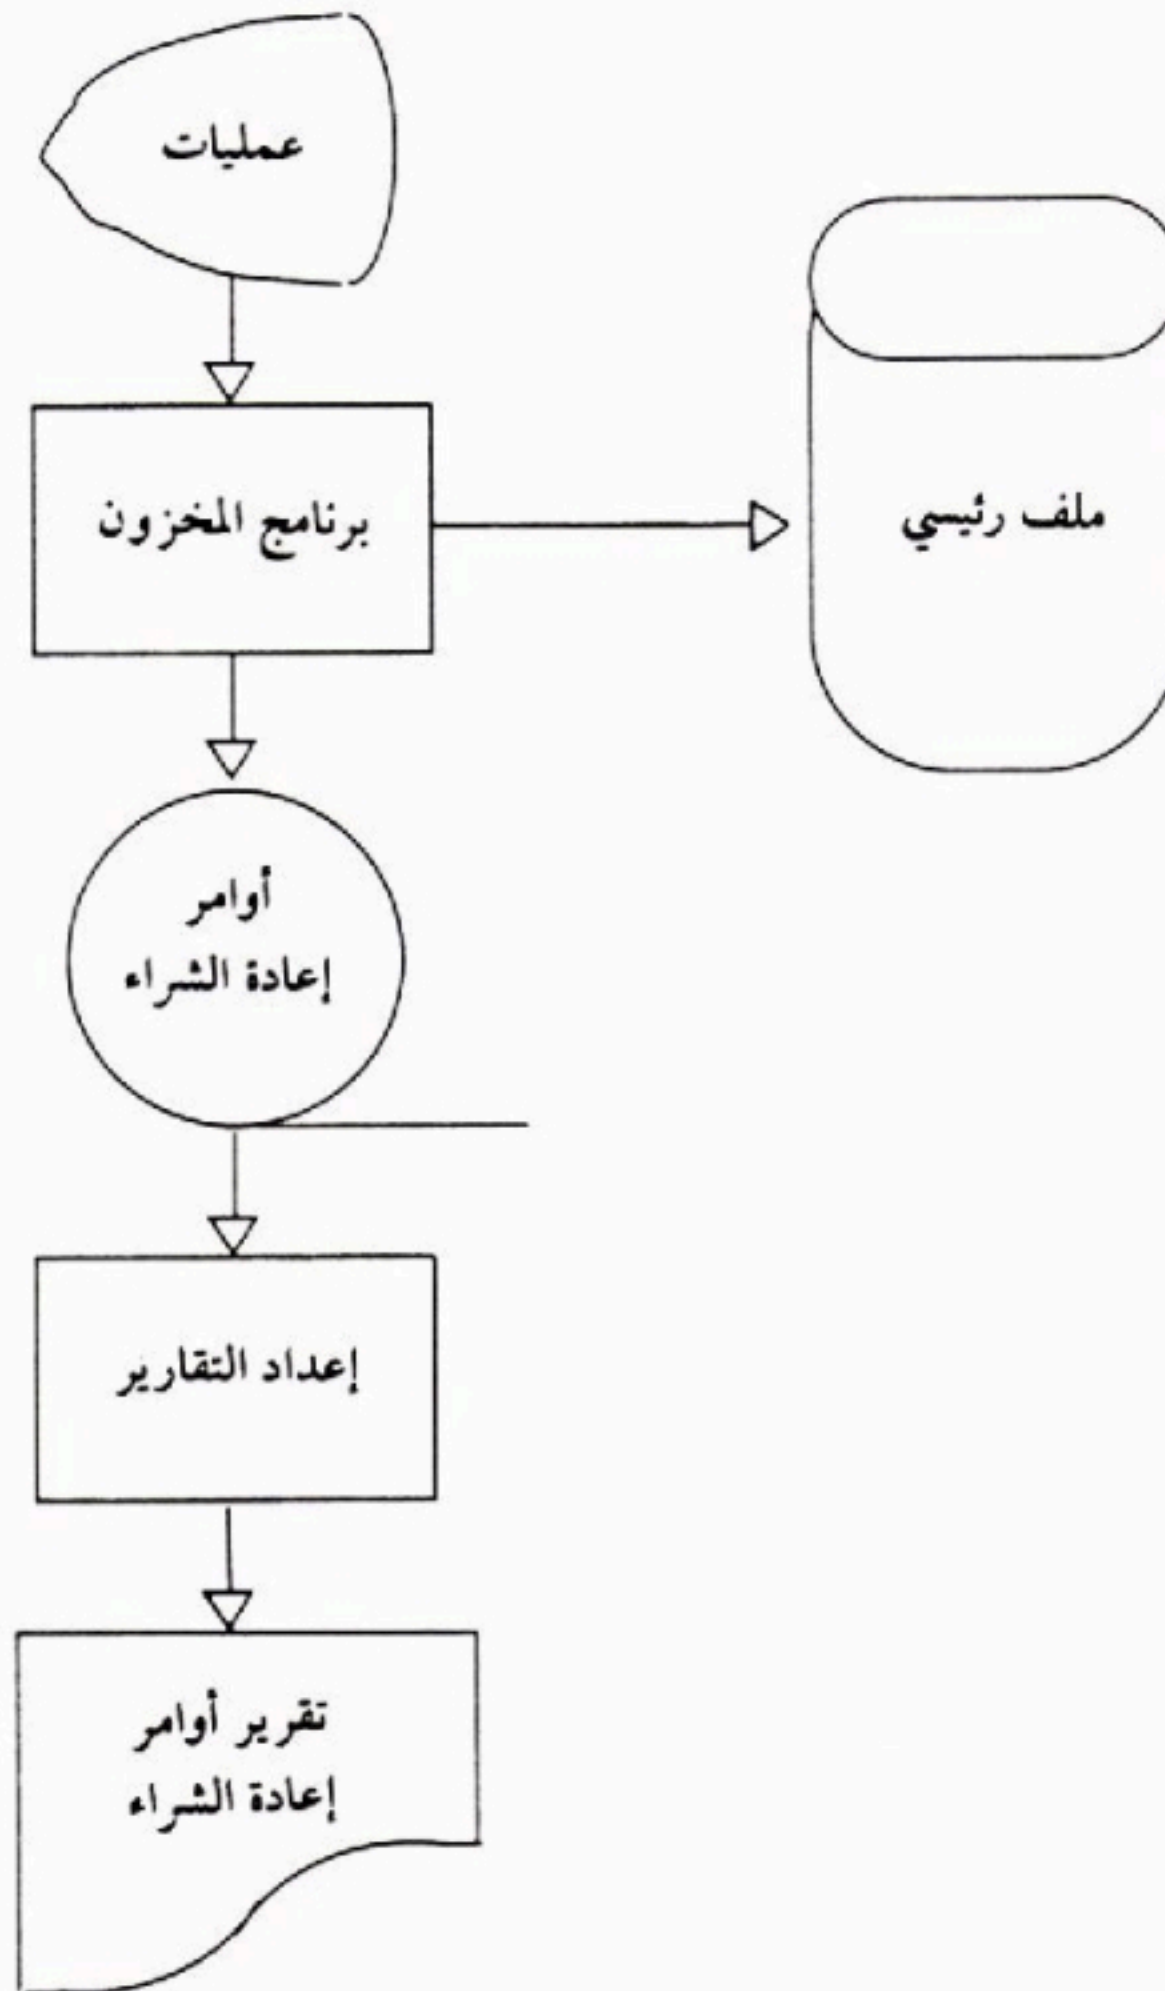 عمليات
برنامج المخزون
ملف رئيسي
أوامر
إعادة الشراء
إعداد التقارير
تقرير أوامر
إعادة الشراء